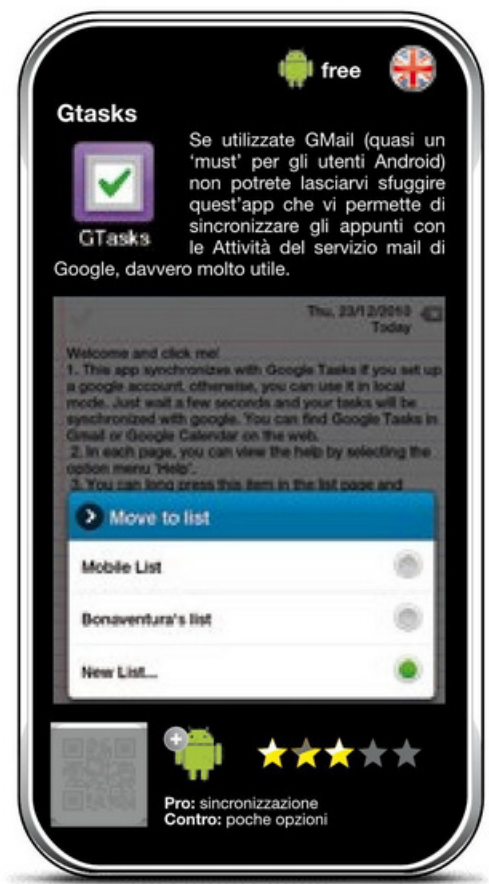 free
Gtasks
Se utilizzate GMail (quasi un
‘must’ per gli utenti Android)
non potrete lasciarvi sfuggire
quest’app che vi permette di
sincronizzare gli appunti con
le Attività del servizio mail di
Google, davvero molto utile.
GTasks
Thu, 23/12/2010
Today
Welcome and click me!
1. This app synchronizes with Google Tasks if you set up
a google account, otherwise, you can use it in local
mode. Just wait a few seconds and your tasks will be
synchronized with google. You can find Google Tasks in
Gmail or Google Calendar on the web.
2. In each page, you can view the help by selecting the
option menu 'Help'.
3. You can long press this item in the list page and
Move to list
Mobile List
Bonaventura's list
New List...
Pro: sincronizzazione
Contro: poche opzioni